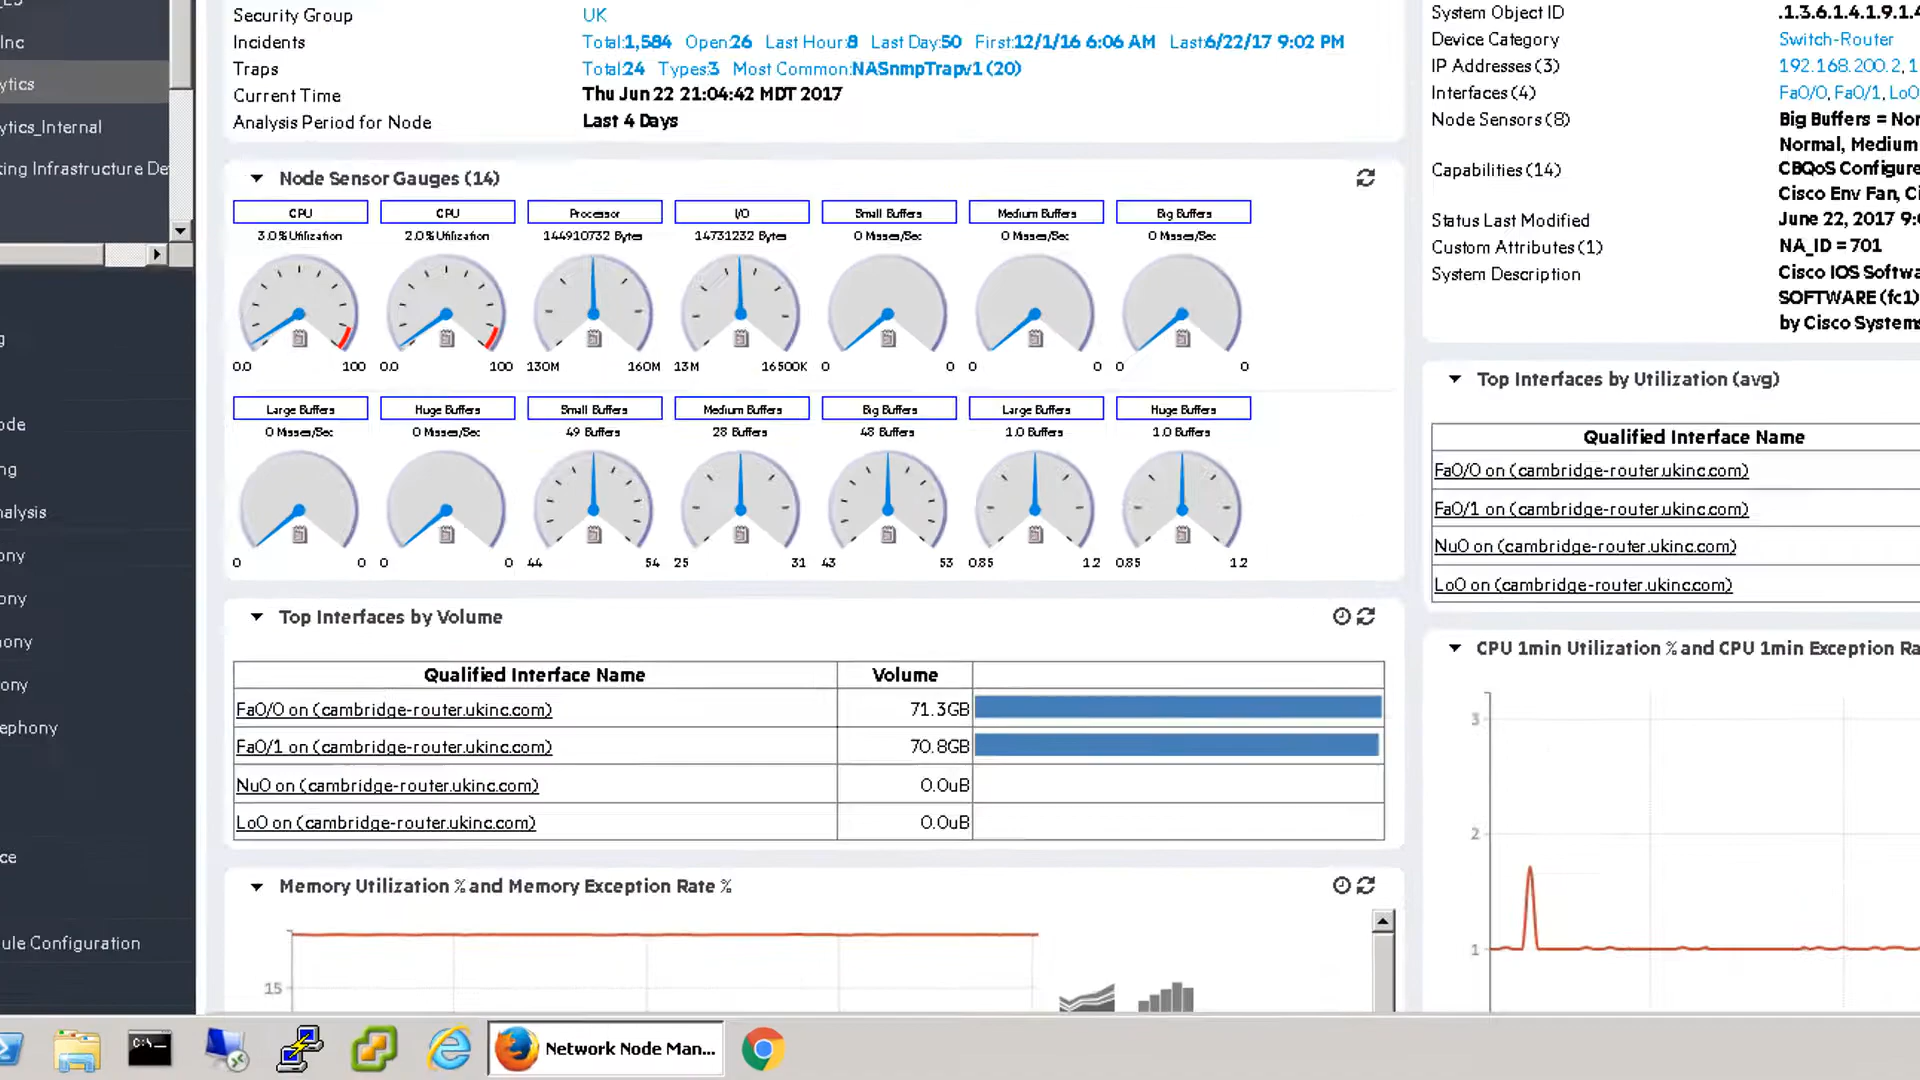 Security Group UK
Incidents Total:1,584 Open:26 Last Hour:8 Last Day:50 First:12/1/16 6:06 AM Last:6/22/17 9:02 PM
Traps Total:24 Types:3 Most Common:NASnmpTrapv1 (20)
Current Time Thu Jun 22 21:04:42 MDT 2017
Analysis Period for Node Last 4 Days
Node Sensor Gauges (14)
CPU CPU Processor I/O Small Buffers Medium Buffers Big Buffers
3.0 % Utilization 2.0 % Utilization 144910732 Bytes 14731232 Bytes 0 Misses/Sec 0 Misses/Sec 0 Misses/Sec
0.0 100 0.0 100 130M 160M 13M 16500K 0 0 0 0 0 0
Large Buffers Huge Buffers Small Buffers Medium Buffers Big Buffers Large Buffers Huge Buffers
0 Misses/Sec 0 Misses/Sec 49 Buffers 28 Buffers 48 Buffers 1.0 Buffers 1.0 Buffers
0 0 0 0 44 54 25 31 43 53 0.85 1.2 0.85 1.2
Top Interfaces by Volume
Qualified Interface Name Volume
Fa0/0 on (cambridge-router.ukinc.com) 71.3GB
Fa0/1 on (cambridge-router.ukinc.com) 70.8GB
Nu0 on (cambridge-router.ukinc.com) 0.0uB
Lo0 on (cambridge-router.ukinc.com) 0.0uB
Memory Utilization % and Memory Exception Rate %
15
System Object ID .1.3.6.1.4.1.9.1.4
Device Category Switch-Router
IP Addresses (3) 192.168.200.2, 1
Interfaces (4) Fa0/0, Fa0/1, Lo0
Node Sensors (8) Big Buffers = Nor
Normal, Medium
Capabilities (14) CBQoS Configure
Cisco Env Fan, Ci
Status Last Modified June 22, 2017 9:0
Custom Attributes (1) NA_ID = 701
System Description Cisco IOS Softwa
SOFTWARE (fc1)
by Cisco Systems
Top Interfaces by Utilization (avg)
Qualified Interface Name
Fa0/0 on (cambridge-router.ukinc.com)
Fa0/1 on (cambridge-router.ukinc.com)
Nu0 on (cambridge-router.ukinc.com)
Lo0 on (cambridge-router.ukinc.com)
CPU 1min Utilization % and CPU 1min Exception Ra
3
2
1
Inc
ytics
ytics_Internal
king Infrastructure De
g
ode
ng
nalysis
ony
ony
hony
ony
ephony
ce
ule Configuration
C:\
Network Node Man...